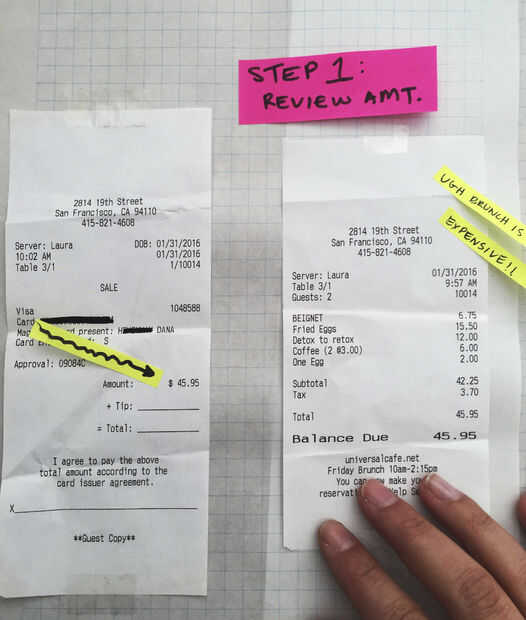 STEP 1:
REVIEW AMT.
UGH BRUNCH IS
EXPENSIVE!!
2814 19th Street
San Francisco, CA 94110
415-821-4608
Server: Laura DOB: 01/31/2016
10:02 AM 01/31/2016
Table 3/1 1/10014
SALE
Visa 1048588
Card
card present: DANA
Card S
Approval: 09084C
Amount: $ 45.95
+ Tip:
= Total:
I agree to pay the above
total amount according to the
card issuer agreement.
X
**Guest Copy**
2814 19th Street
San Francisco, CA 94110
415-821-4608
Server: Laura 01/31/2016
Table 3/1 9:57 AM
Guests: 2 10014
BEIGNET 6.75
Fried Eggs 15.50
Detox to retox 12.00
Coffee (2 @3.00) 6.00
One Egg 2.00
Subtotal 42.25
Tax 3.70
Total 45.95
Balance Due 45.95
universalcafe.net
Friday Brunch 10am-2:15pm
You can make